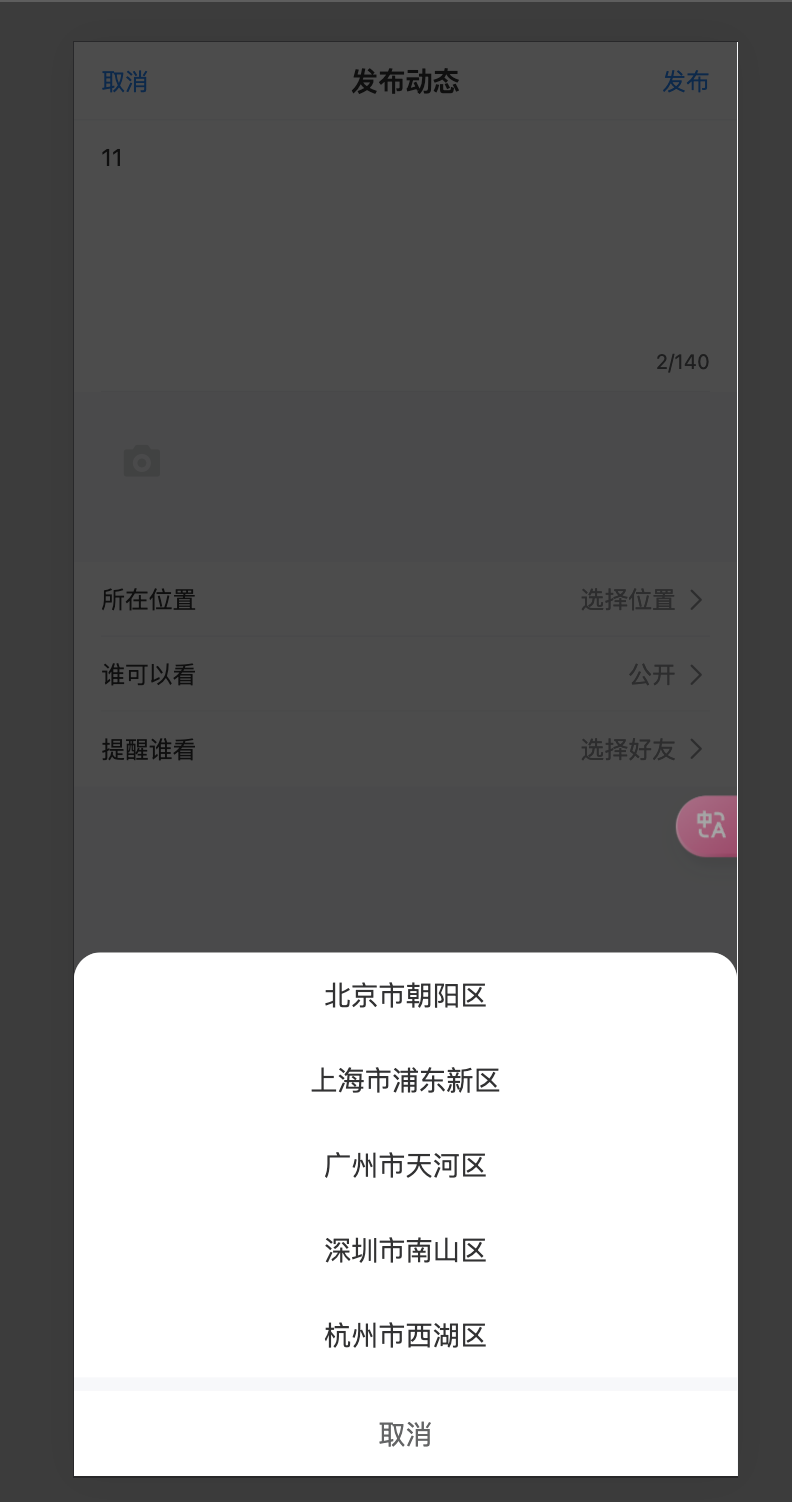 取消 发布动态 发布
11
2/140
所在位置 选择位置
谁可以看 公开
提醒谁看 选择好友
中A
北京市朝阳区
上海市浦东新区
广州市天河区
深圳市南山区
杭州市西湖区
取消